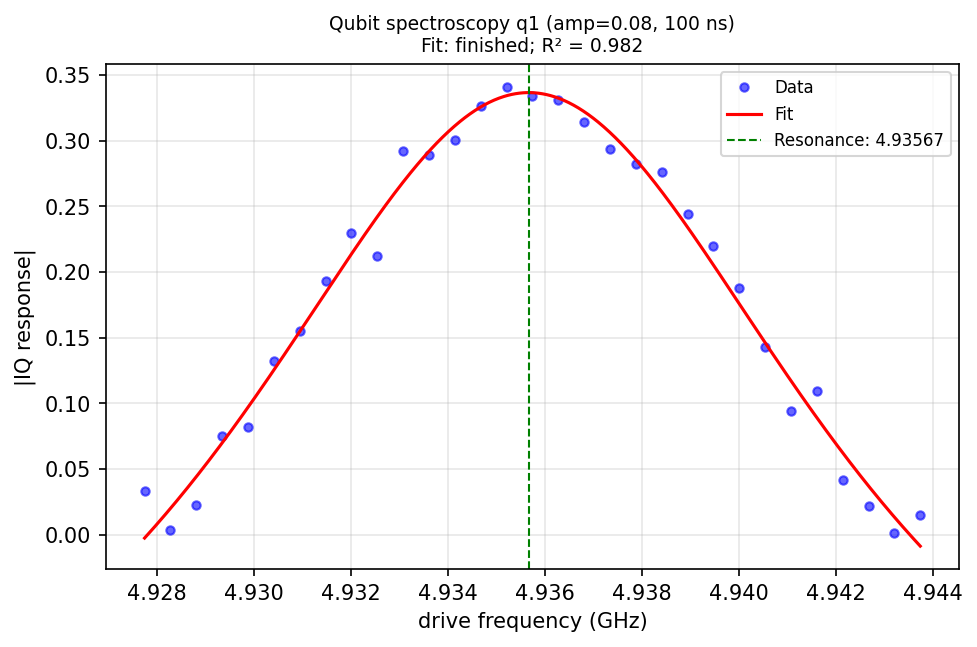 Qubit spectroscopy q1 (amp=0.08, 100 ns)
Fit: finished; R² = 0.982
Data
Fit
Resonance: 4.93567
|IQ response|
0.35
0.30
0.25
0.20
0.15
0.10
0.05
0.00
4.928 4.930 4.932 4.934 4.936 4.938 4.940 4.942 4.944
drive frequency (GHz)